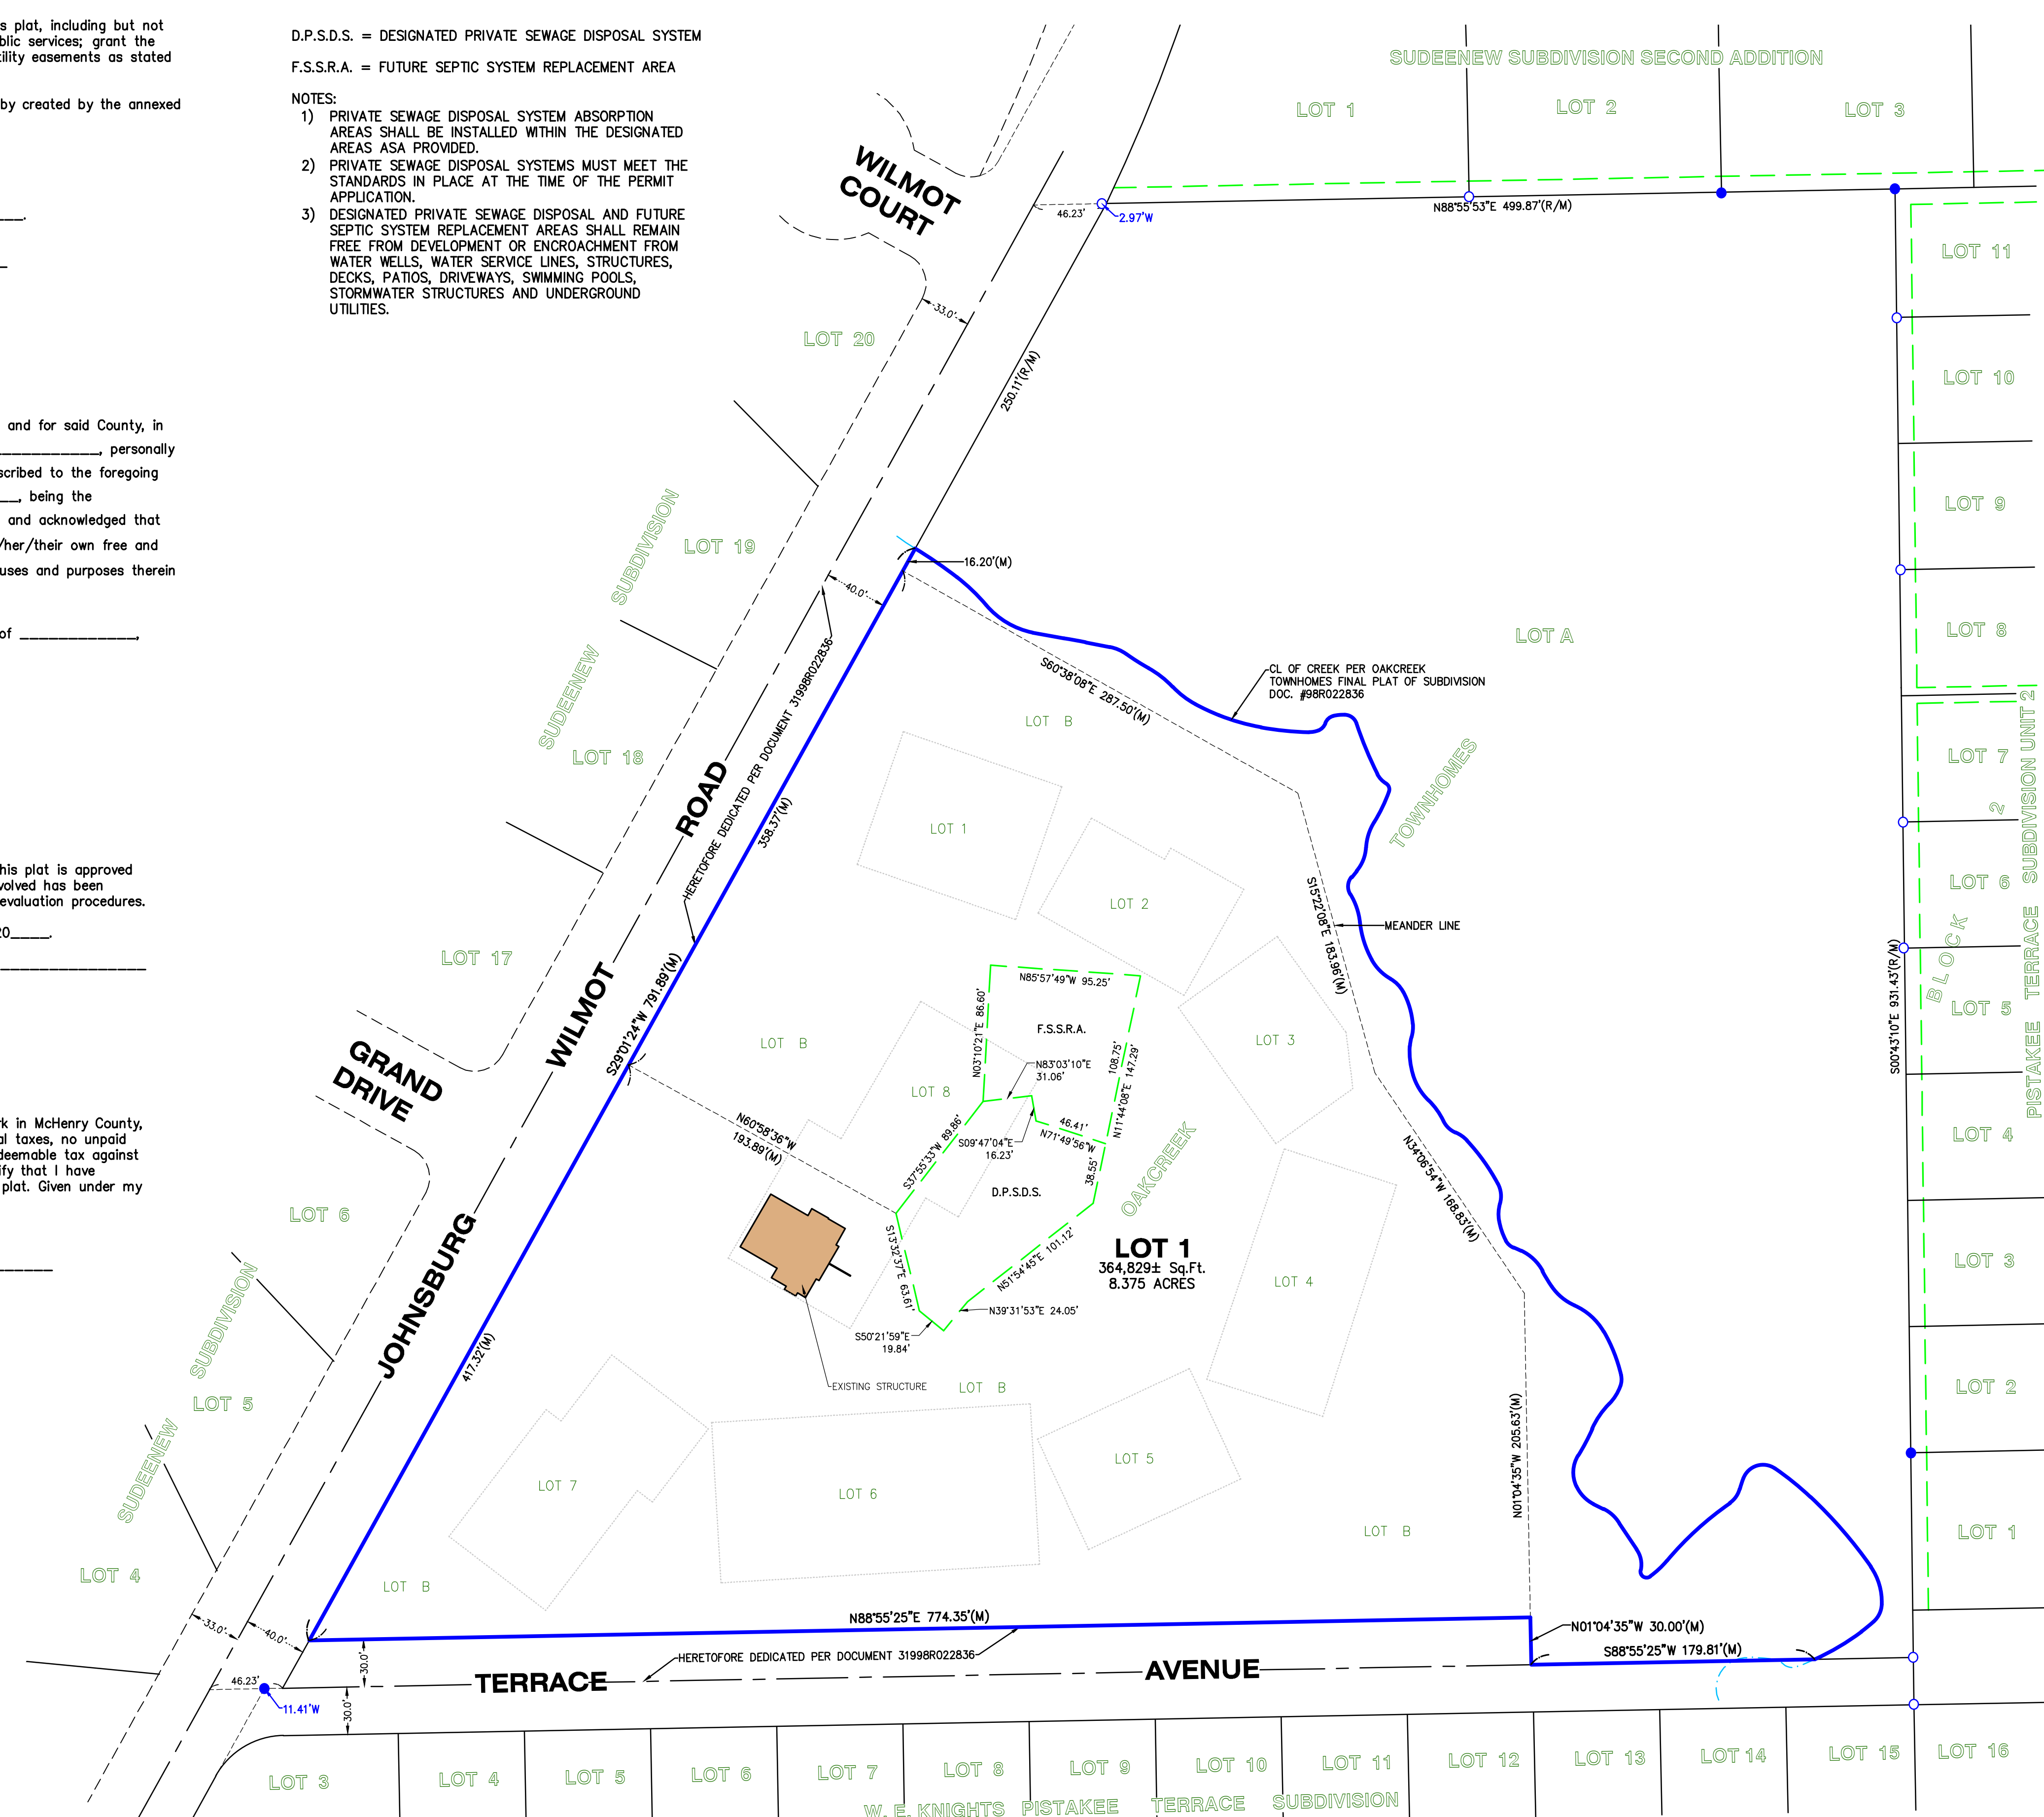 s plat, including but not
blic services; grant the
tility easements as stated
by created by the annexed
____.
_
and for said County, in
______________, personally
scribed to the foregoing
___, being the
and acknowledged that
/her/their own free and
uses and purposes therein
of _____________,
this plat is approved
volved has been
evaluation procedures.
20____.
________________
rk in McHenry County,
al taxes, no unpaid
deemable tax against
ify that I have
plat. Given under my
______
D.P.S.D.S. = DESIGNATED PRIVATE SEWAGE DISPOSAL SYSTEM
F.S.S.R.A. = FUTURE SEPTIC SYSTEM REPLACEMENT AREA
NOTES:
1) PRIVATE SEWAGE DISPOSAL SYSTEM ABSORPTION
AREAS SHALL BE INSTALLED WITHIN THE DESIGNATED
AREAS ASA PROVIDED.
2) PRIVATE SEWAGE DISPOSAL SYSTEMS MUST MEET THE
STANDARDS IN PLACE AT THE TIME OF THE PERMIT
APPLICATION.
3) DESIGNATED PRIVATE SEWAGE DISPOSAL AND FUTURE
SEPTIC SYSTEM REPLACEMENT AREAS SHALL REMAIN
FREE FROM DEVELOPMENT OR ENCROACHMENT FROM
WATER WELLS, WATER SERVICE LINES, STRUCTURES,
DECKS, PATIOS, DRIVEWAYS, SWIMMING POOLS,
STORMWATER STRUCTURES AND UNDERGROUND
UTILITIES.
SUDEENEW SUBDIVISION SECOND ADDITION
LOT 1
LOT 2
LOT 3
WILMOT
COURT
46.23'
2.97'W
N88°55'53"E 499.87'(R/M)
LOT 11
33.0'
LOT 20
250.11'(R/M)
LOT 10
LOT 9
SUBDIVISION
LOT 19
16.20'(M)
40.0'
LOT 8
LOT A
CL OF CREEK PER OAKCREEK
TOWNHOMES FINAL PLAT OF SUBDIVISION
DOC. #98R022836
S60°38'08"E 287.50'(M)
SUDEENEW
LOT 18
HERETOFORE DEDICATED PER DOCUMENT 31998R022836
LOT B
LOT 7
2
TOWNHOMES
ROAD
358.37'(M)
LOT 1
LOT 2
LOT 6
PISTAKEE TERRACE SUBDIVISION UNIT 2
BLOCK
S15°22'08"E 183.96'(M)
MEANDER LINE
LOT 17
WILMOT
S29°01'24"W 791.89'(M)
N85°57'49"W 95.25'
N03°10'21"E 86.60'
F.S.S.R.A.
LOT 3
LOT 5
S00°43'10"E 931.43'(R/M)
GRAND
DRIVE
LOT B
LOT 8
N83°03'10"E
31.06'
108.75'
N11°44'08"E 147.29'
46.41'
N71°49'56"W
S09°47'04"E
16.23'
LOT 4
N60°58'36"W
193.89'(M)
S37°55'33"W 89.86'
38.55'
D.P.S.D.S.
OAKCREEK
N34°06'54"W 168.83'(M)
LOT 6
JOHNSBURG
S13°32'37"E 63.61'
N51°54'45"E 101.12'
LOT 1
364,829± Sq.Ft.
8.375 ACRES
LOT 4
LOT 3
N39°31'53"E 24.05'
S50°21'59"E
19.84'
SUBDIVISION
417.32'(M)
EXISTING STRUCTURE
LOT B
LOT 2
LOT 5
N01°04'35"W 205.63'(M)
SUDEENEW
LOT 7
LOT 6
LOT 5
LOT B
LOT 1
LOT 4
LOT B
33.0'
40.0'
N88°55'25"E 774.35'(M)
N01°04'35"W 30.00'(M)
S88°55'25"W 179.81'(M)
30.0'
HERETOFORE DEDICATED PER DOCUMENT 31998R022836
TERRACE AVENUE
46.23'
11.41'W
30.0'
LOT 3
LOT 4
LOT 5
LOT 6
LOT 7
LOT 8
LOT 9
LOT 10
LOT 11
LOT 12
LOT 13
LOT 14
LOT 15
LOT 16
W. E. KNIGHTS PISTAKEE TERRACE SUBDIVISION